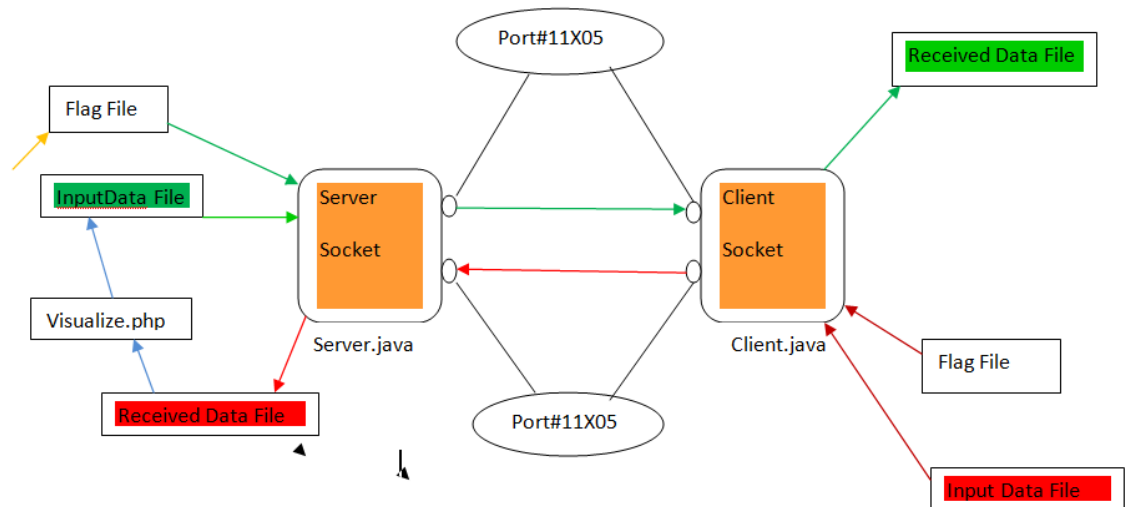 Port#11X05
Received Data File
Flag File
InputData File
Server
Socket
Client
Socket
Visualize.php
Server.java
Client.java
Flag File
Received Data File
Port#11X05
Input Data File